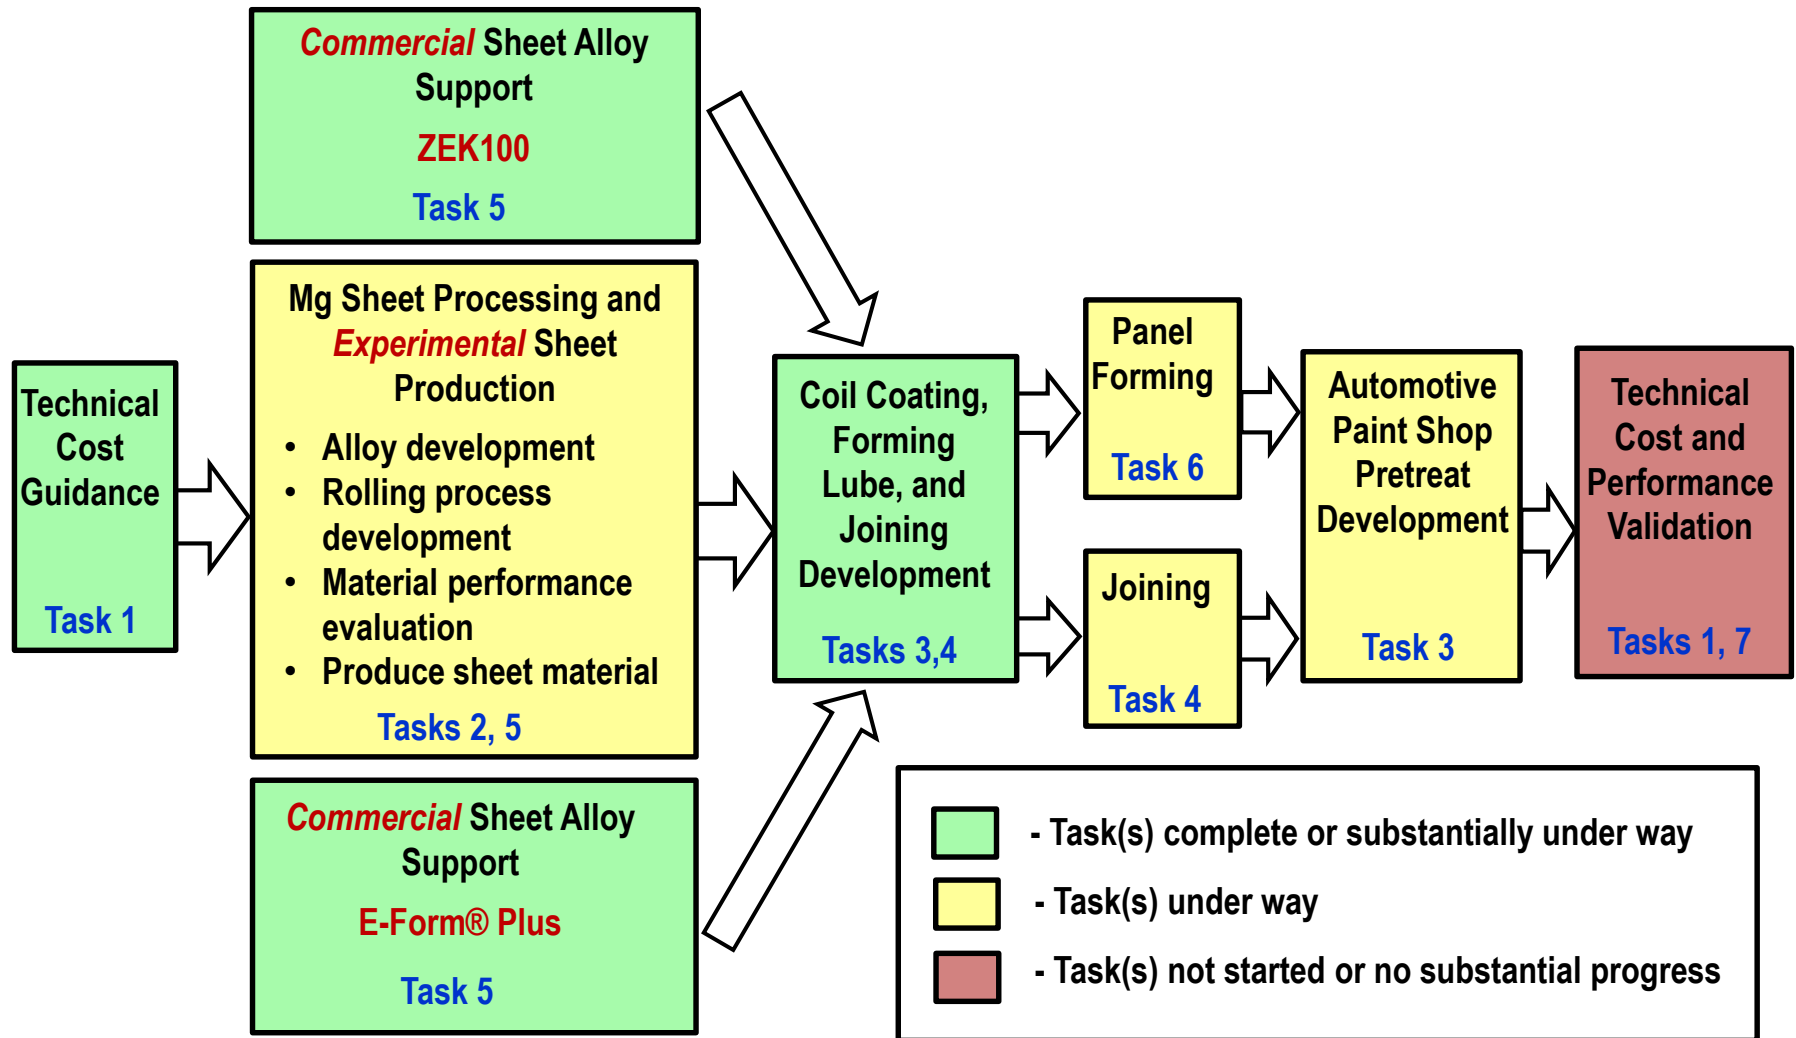 Commercial Sheet Alloy
Support
ZEK100
Task 5
Technical
Cost
Guidance
Task 1
Mg Sheet Processing and
Experimental Sheet
Production
• Alloy development
• Rolling process
development
• Material performance
evaluation
• Produce sheet material
Tasks 2, 5
Commercial Sheet Alloy
Support
E-Form® Plus
Task 5
Coil Coating,
Forming
Lube, and
Joining
Development
Tasks 3,4
Panel
Forming
Task 6
Joining
Task 4
Automotive
Paint Shop
Pretreat
Development
Task 3
Technical
Cost and
Performance
Validation
Tasks 1, 7
- Task(s) complete or substantially under way
- Task(s) under way
- Task(s) not started or no substantial progress